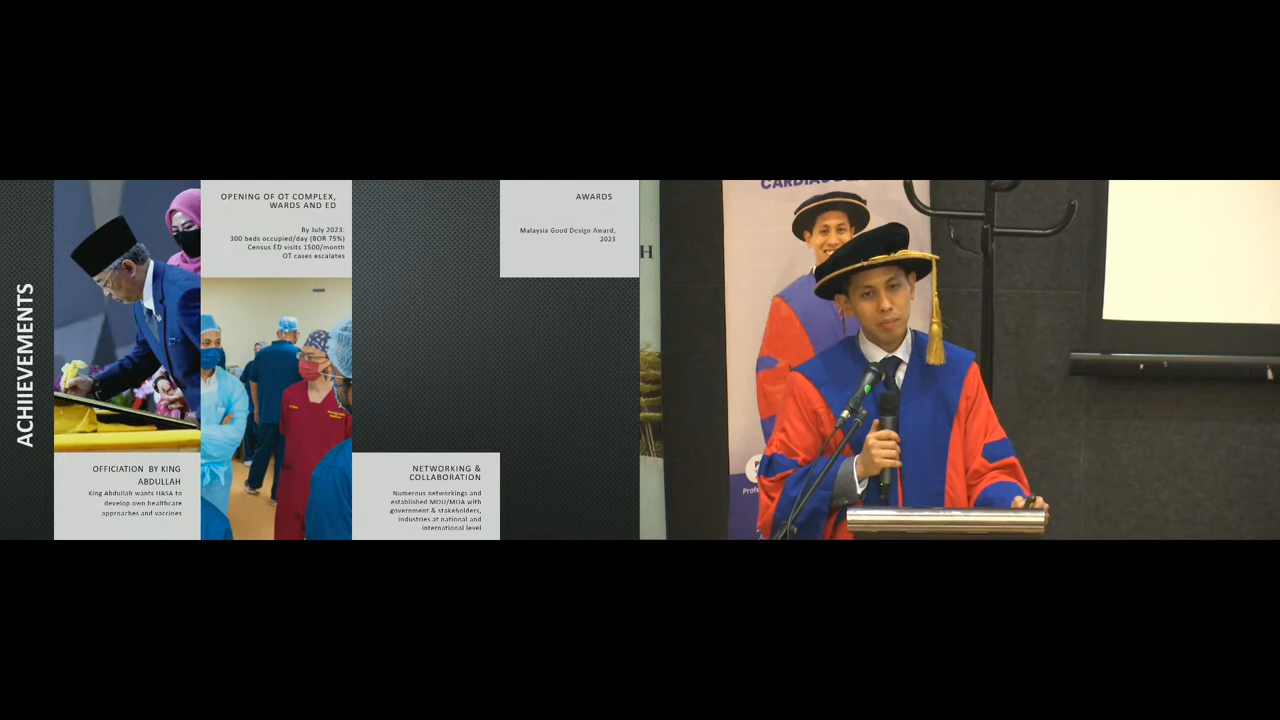 ACHIIEVEMENTS
OPENING OF OT COMPLEX,
WARDS AND ED
By July 2023:
300 beds occupied/day (BOR 75%)
Census ED visits 1500/month
OT cases escalates
AWARDS
Malaysia Good Design Award,
2023
OFFICIATION BY KING
ABDULLAH
King Abdullah wants HASA to
develop own healthcare
approaches and vaccines
NETWORKING &
COLLABORATION
Numerous networkings and
established MOU/MOA with
government & stakeholders,
industries at national and
international level
H